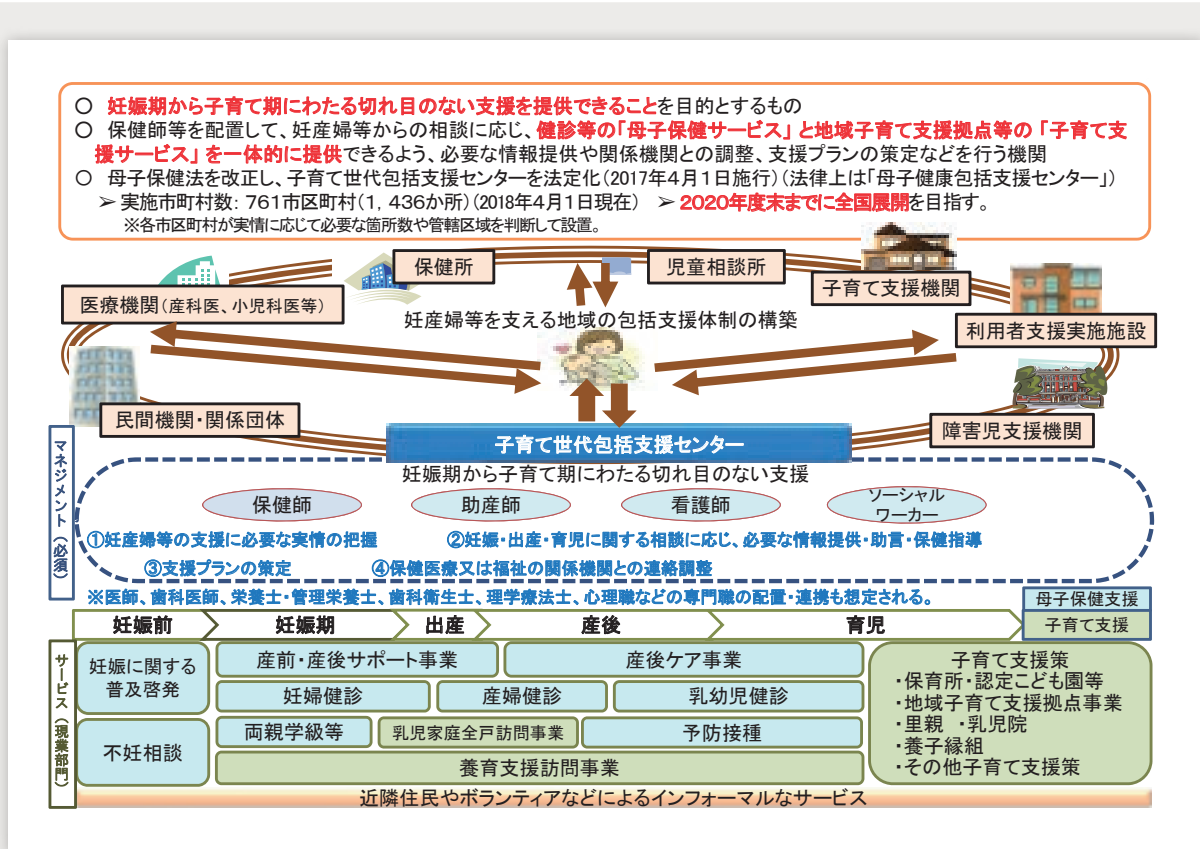 ○ 妊娠期から子育て期にわたる切れ目のない支援を提供できることを目的とするもの
○ 保健師等を配置して、妊産婦等からの相談に応じ、健診等の「母子保健サービス」と地域子育て支援拠点等の「子育て支
援サービス」を一体的に提供できるよう、必要な情報提供や関係機関との調整、支援プランの策定などを行う機関
○ 母子保健法を改正し、子育て世代包括支援センターを法定化(2017年4月1日施行)(法律上は「母子健康包括支援センター」)
➢ 実施市町村数: 761市区町村(1, 436か所)(2018年4月1日現在) ➢ 2020年度末までに全国展開を目指す。
※各市区町村が実情に応じて必要な箇所数や管轄区域を判断して設置。
保健所
児童相談所
子育て支援機関
医療機関(産科医、小児科医等)
妊産婦等を支える地域の包括支援体制の構築
利用者支援実施施設
民間機関・関係団体
障害児支援機関
子育て世代包括支援センター
マネジメント(必須)
妊娠期から子育て期にわたる切れ目のない支援
保健師
助産師
看護師
ソーシャル
ワーカー
①妊産婦等の支援に必要な実情の把握
②妊娠・出産・育児に関する相談に応じ、必要な情報提供・助言・保健指導
③支援プランの策定
④保健医療又は福祉の関係機関との連絡調整
※医師、歯科医師、栄養士・管理栄養士、歯科衛生士、理学療法士、心理職などの専門職の配置・連携も想定される。
母子保健支援
子育て支援
妊娠前
妊娠期
出産
産後
育児
サービス(現業部門)
妊娠に関する
普及啓発
産前・産後サポート事業
産後ケア事業
妊婦健診
産婦健診
乳幼児健診
不妊相談
両親学級等
乳児家庭全戸訪問事業
予防接種
養育支援訪問事業
子育て支援策
・保育所・認定こども園等
・地域子育て支援拠点事業
・里親 ・乳児院
・養子縁組
・その他子育て支援策
近隣住民やボランティアなどによるインフォーマルなサービス